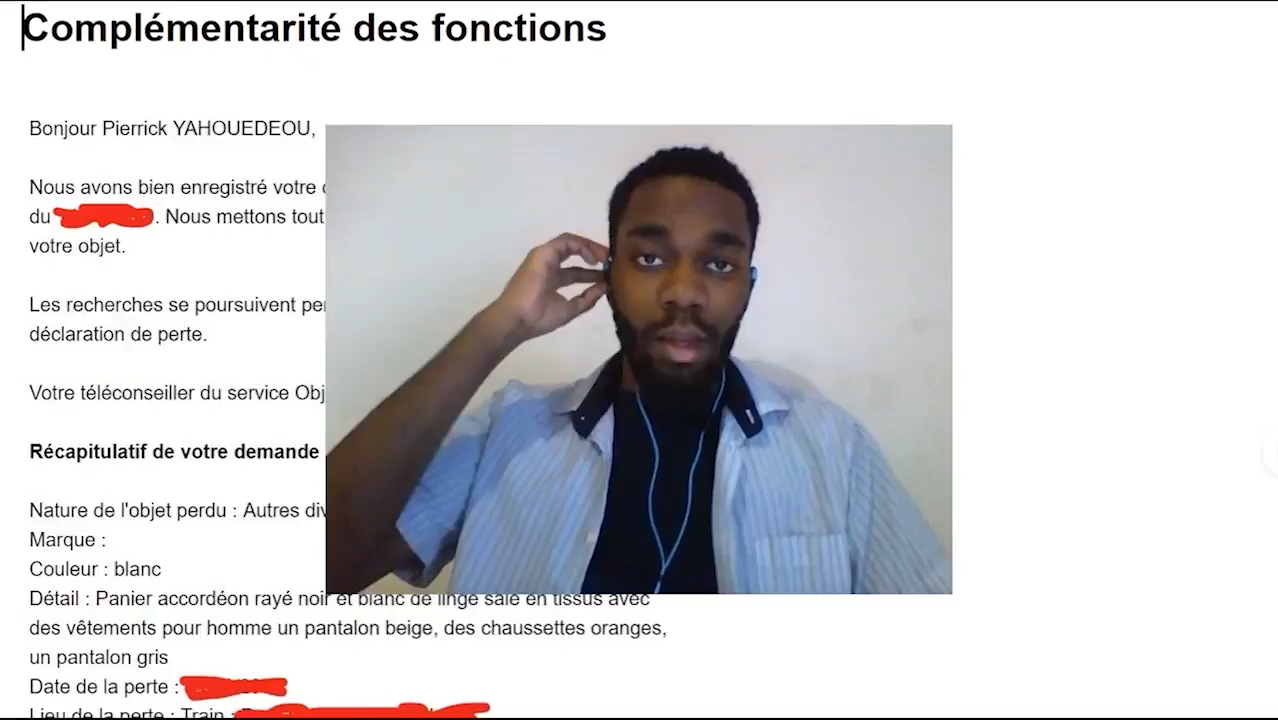 Complémentarité des fonctions
Bonjour Pierrick YAHOUEDEOU,
Nous avons bien enregistré votre
du . Nous mettons tout
votre objet.
Les recherches se poursuivent
déclaration de perte.
Votre téléconseiller du service
Récapitulatif de votre demande
Nature de l'objet perdu : Autres
Marque :
Couleur : blanc
Détail : Panier accordéon rayé noir et blanc de linge sale en tissus avec
des vêtements pour homme un pantalon beige, des chaussettes oranges,
un pantalon gris
Date de la perte :
Lieu de la perte : Train :